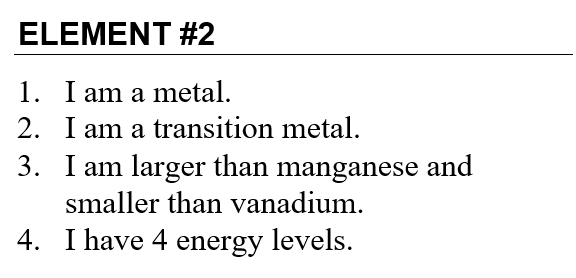 ELEMENT #2
1. I am a metal.
2. I am a transition metal.
3. I am larger than manganese and
smaller than vanadium.
4. I have 4 energy levels.